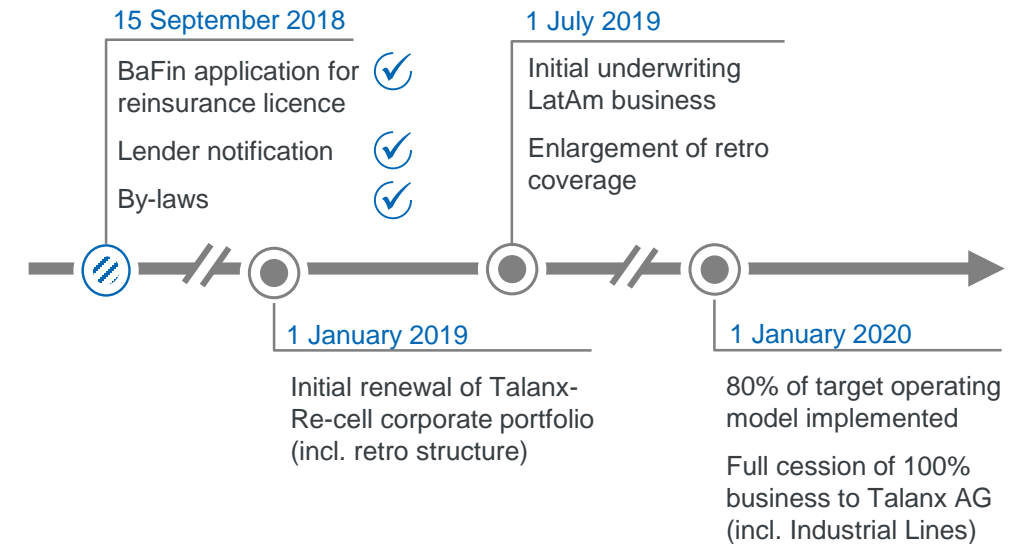 15 September 2018
BaFin application for
reinsurance licence
Lender notification
By-laws
1 July 2019
Initial underwriting
LatAm business
Enlargement of retro
coverage
1 January 2019
Initial renewal of Talanx-
Re-cell corporate portfolio
(incl. retro structure)
1 January 2020
80% of target operating
model implemented
Full cession of 100%
business to Talanx AG
(incl. Industrial Lines)